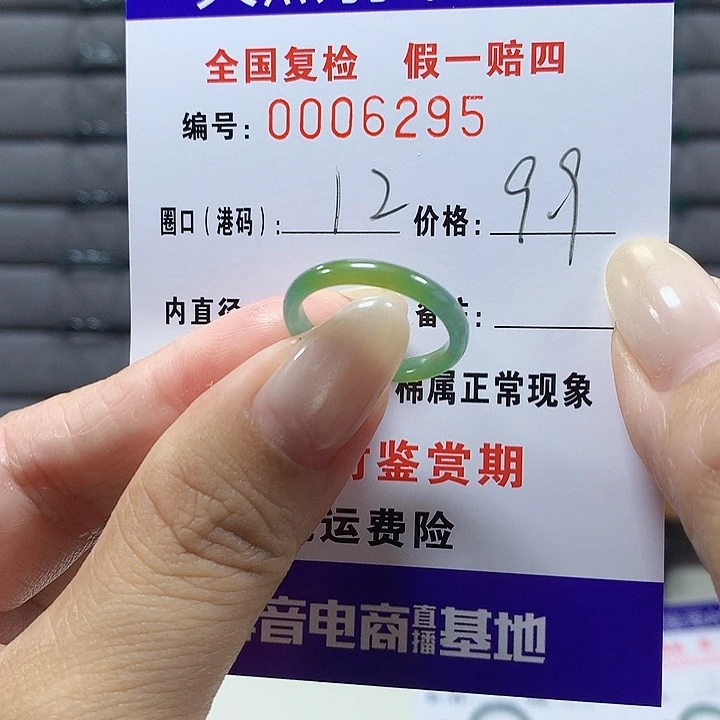 全国复检 假一赔四
编号: 0006295
圈口(港码): 12 价格: 99
内直径
棉属正常现象
鉴赏期
运费险
音电商直播基地